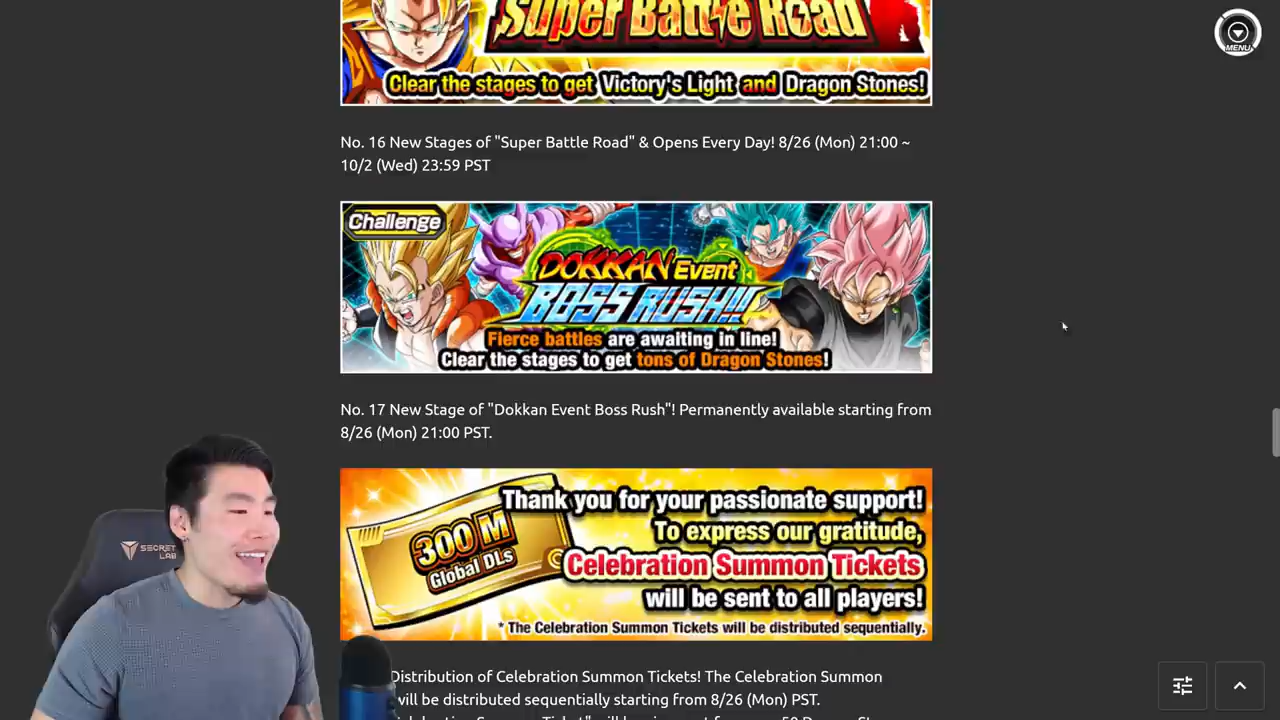 Super Battle Road
Clear the stages to get Victory's Light and Dragon Stones!
MENU
No. 16 New Stages of "Super Battle Road" & Opens Every Day! 8/26 (Mon) 21:00 ~
10/2 (Wed) 23:59 PST
Challenge
DOKKAN Event
BOSS RUSH!!!
Fierce battles are awaiting in line!
Clear the stages to get tons of Dragon Stones!
No. 17 New Stage of "Dokkan Event Boss Rush"! Permanently available starting from
8/26 (Mon) 21:00 PST.
300 M
Global DLs
Thank you for your passionate support!
To express our gratitude,
Celebration Summon Tickets
will be sent to all players!
* The Celebration Summon Tickets will be distributed sequentially.
SECRET
LAB
Distribution of Celebration Summon Tickets! The Celebration Summon
will be distributed sequentially starting from 8/26 (Mon) PST.